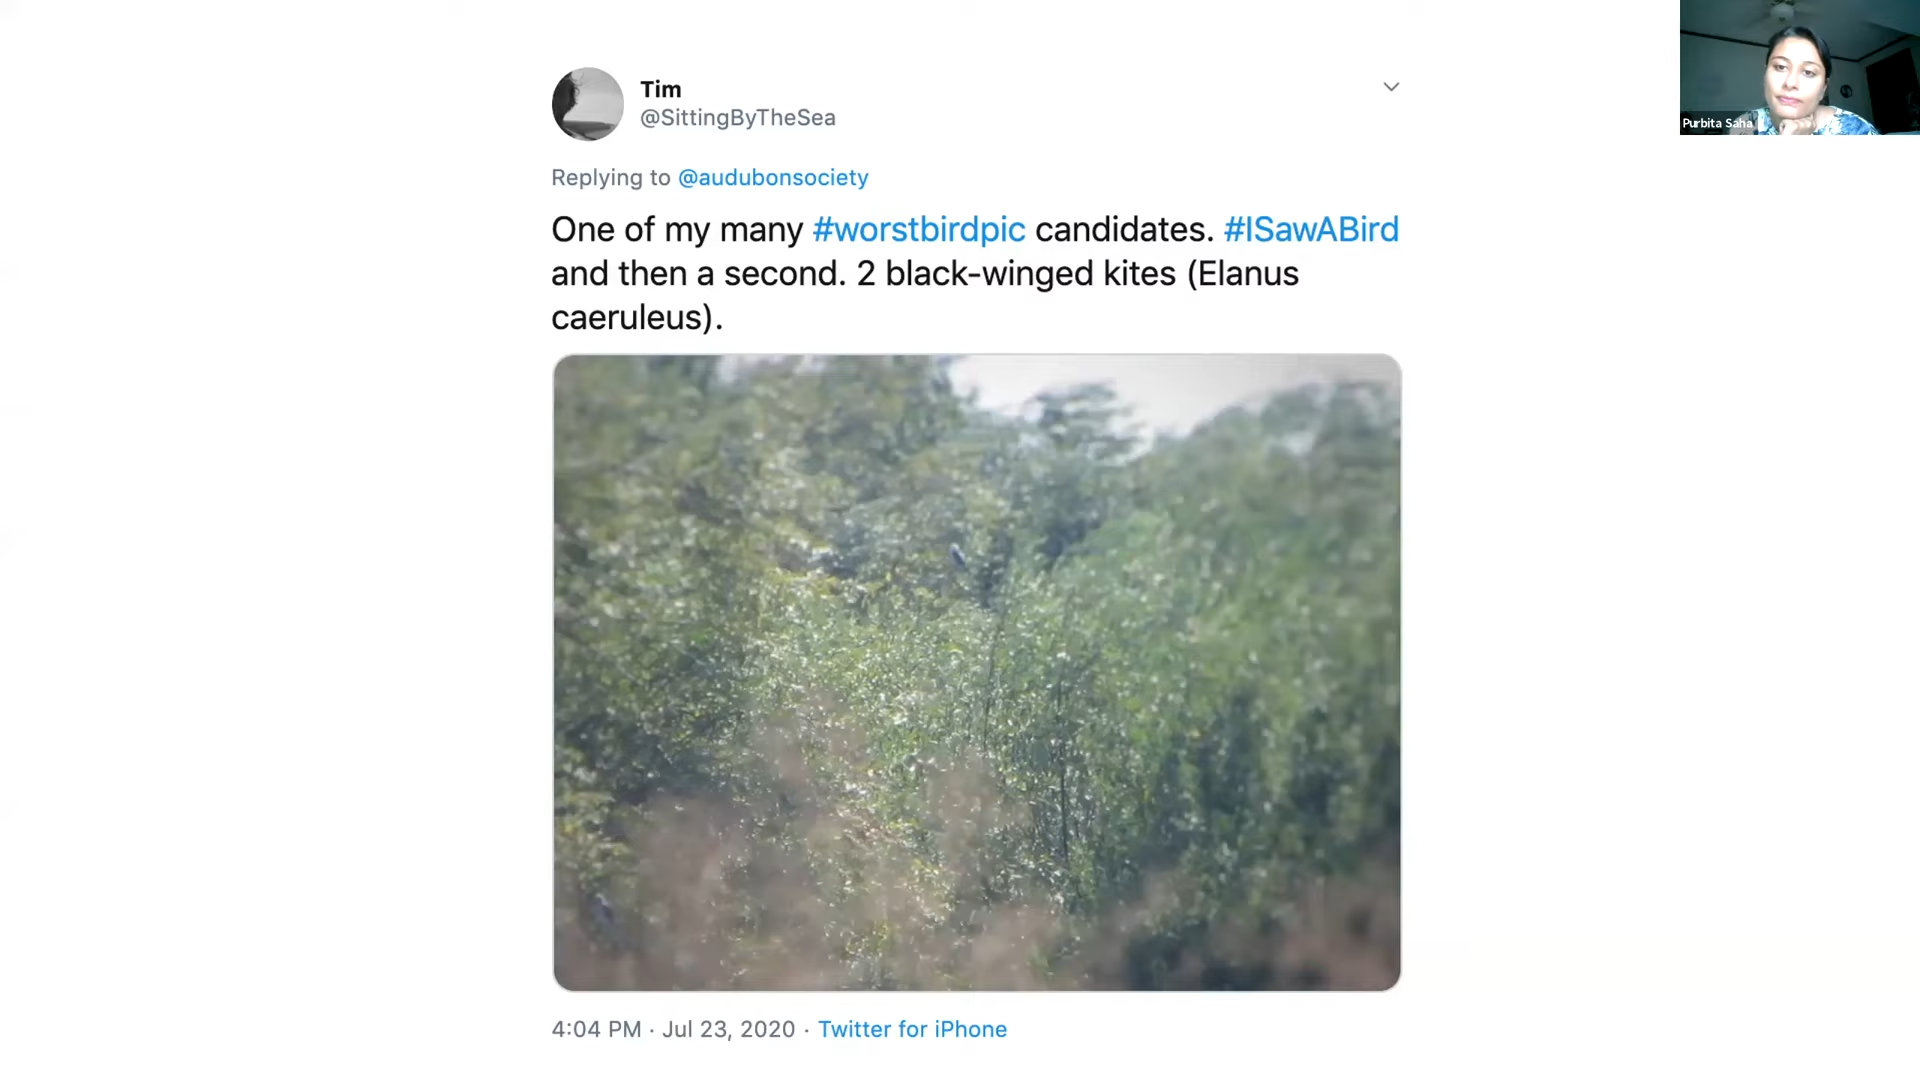 Tim
@SittingByTheSea
Purbita Saha
Replying to @audubonsociety
One of my many #worstbirdpic candidates. #ISawABird
and then a second. 2 black-winged kites (Elanus
caeruleus).
4:04 PM · Jul 23, 2020 · Twitter for iPhone